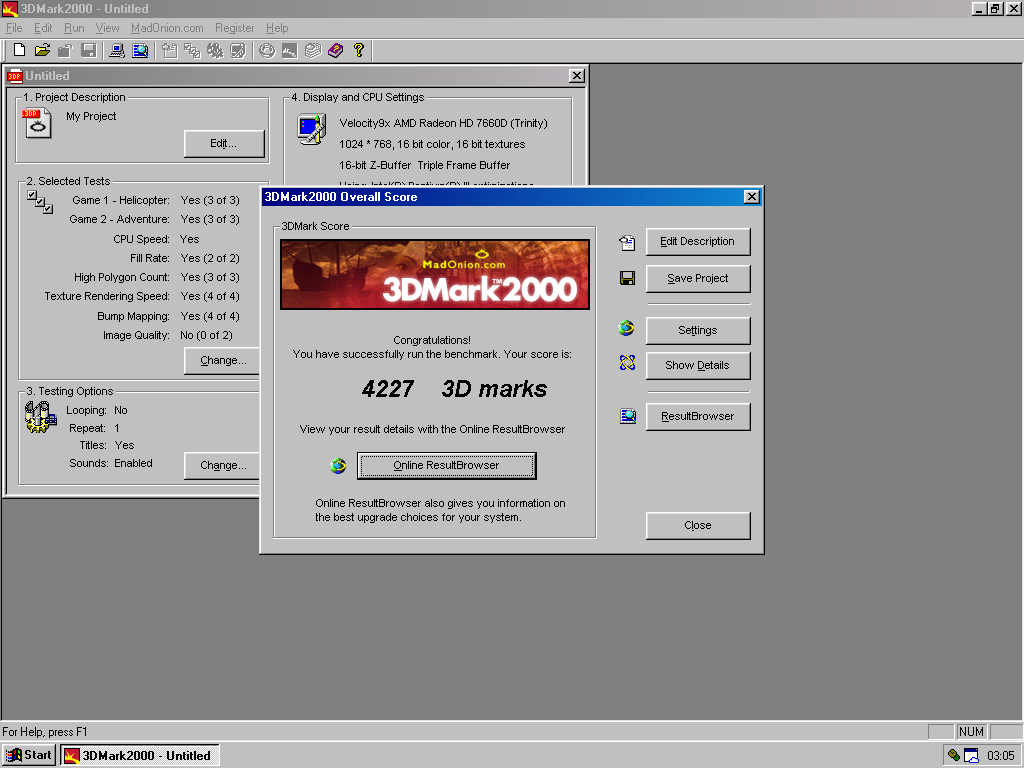 3DMark2000 - Untitled
File Edit Run View MadOnion.com Register Help
Untitled
1. Project Description
My Project
Edit...
2. Selected Tests
Game 1 - Helicopter: Yes (3 of 3)
Game 2 - Adventure: Yes (3 of 3)
CPU Speed: Yes
Fill Rate: Yes (2 of 2)
High Polygon Count: Yes (3 of 3)
Texture Rendering Speed: Yes (4 of 4)
Bump Mapping: Yes (4 of 4)
Image Quality: No (0 of 2)
Change...
3. Testing Options
Looping: No
Repeat: 1
Titles: Yes
Sounds: Enabled
Change...
4. Display and CPU Settings
Velocity9x AMD Radeon HD 7660D (Trinity)
1024 * 768, 16 bit color, 16 bit textures
16-bit Z-Buffer Triple Frame Buffer
Using Intel(R) Pentium(R) III optimizations
3DMark2000 Overall Score
3DMark Score
MadOnion.com
3DMark™2000
Congratulations!
You have successfully run the benchmark. Your score is:
4227 3D marks
View your result details with the Online ResultBrowser
Online ResultBrowser
Online ResultBrowser also gives you information on
the best upgrade choices for your system.
Edit Description
Save Project
Settings
Show Details
ResultBrowser
Close
For Help, press F1
NUM
Start
3DMark2000 - Untitled
03:05